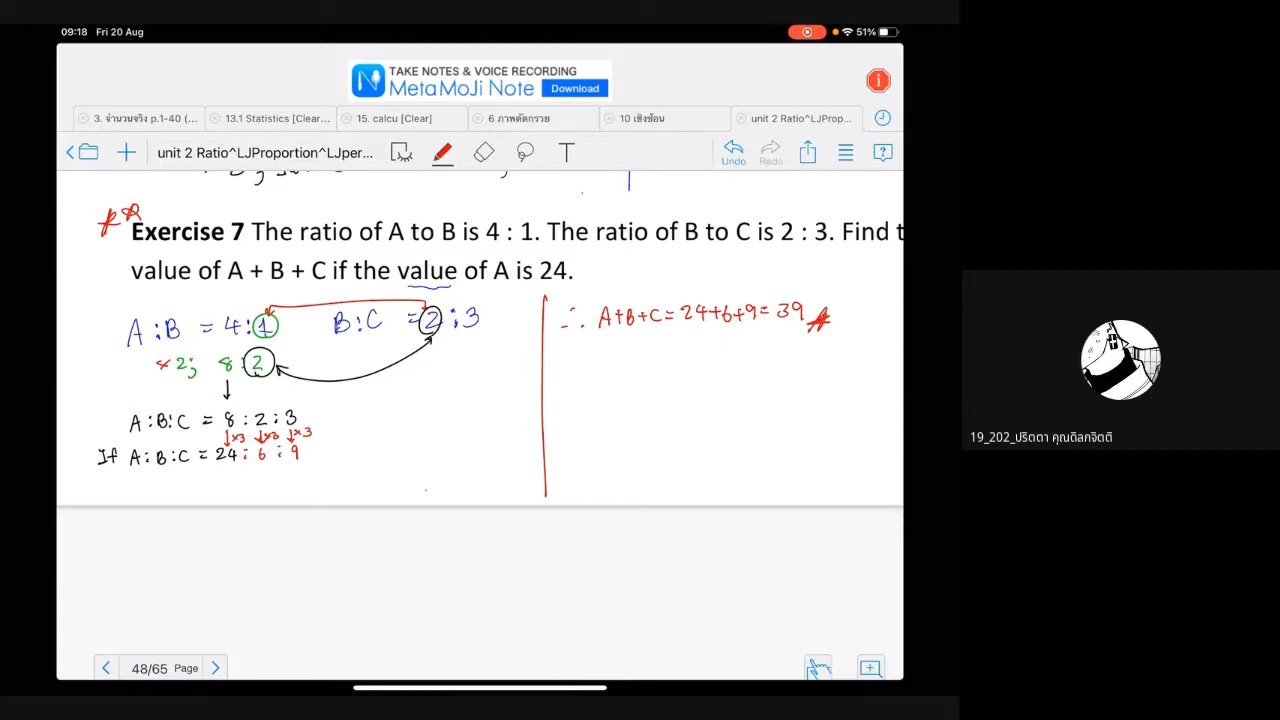 09:18 Fri 20 Aug
51%
TAKE NOTES & VOICE RECORDING
MetaMoJi Note Download
3. จำนวนจริง p.1-40 (...
13.1 Statistics [Clear...
15. calcu [Clear]
6 ภาพตัดกรวย
10 เชิงซ้อน
unit 2 Ratio^LJProp...
unit 2 Ratio^LJProportion^LJper...
T
Undo
Redo
Exercise 7 The ratio of A to B is 4 : 1. The ratio of B to C is 2 : 3. Find t
value of A + B + C if the value of A is 24.
A:B = 4:1 B:C = 2:3
×2; 8:2
A:B:C = 8:2:3
×3 ×3 ×3
If A:B:C = 24:6:9
∴ A+B+C = 24+6+9 = 39
19_202_ปริตตา คุณดิลกจิตติ
48/65 Page